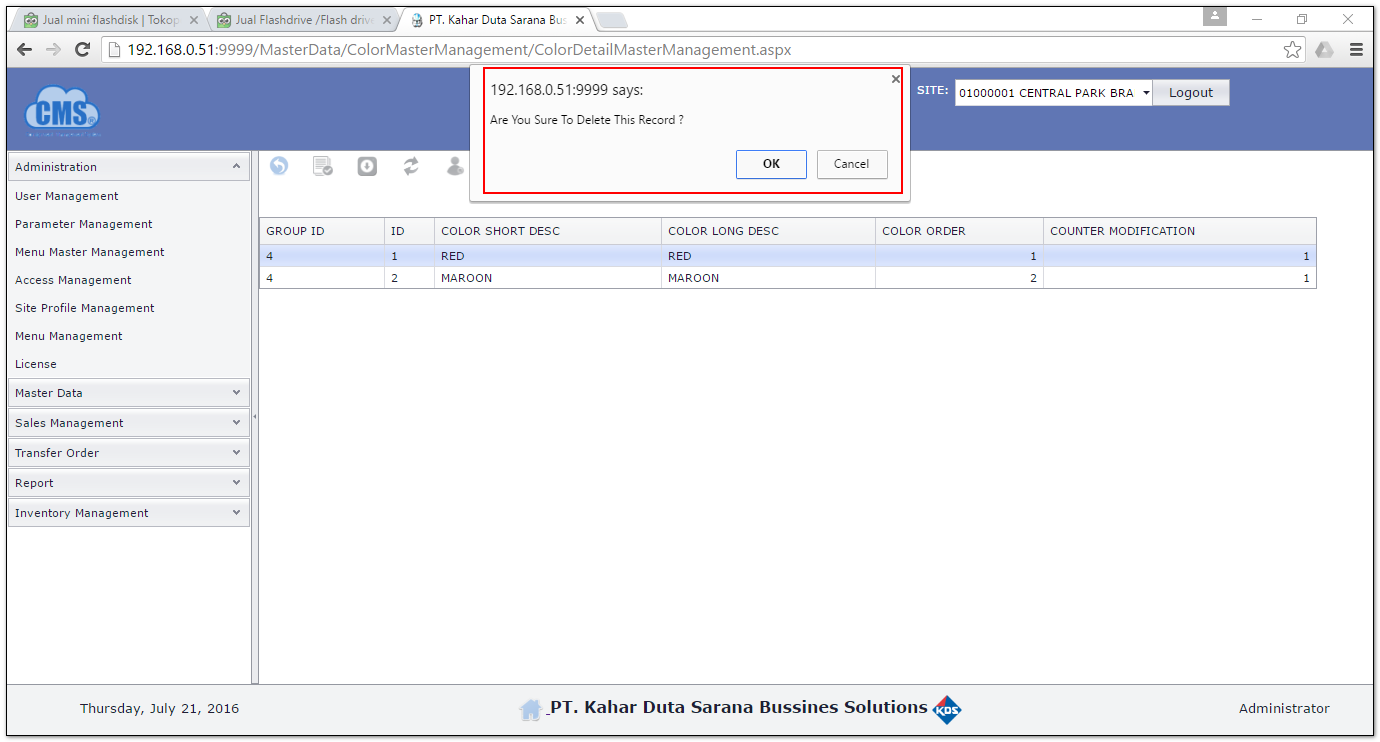 Jual mini flashdisk | Tokop
Jual Flashdrive /Flash drive
PT. Kahar Duta Sarana Bus
192.168.0.51:9999/MasterData/ColorMasterManagement/ColorDetailMasterManagement.aspx
CMS
192.168.0.51:9999 says:
Are You Sure To Delete This Record ?
OK Cancel
SITE: 01000001 CENTRAL PARK BRA Logout
Administration
User Management
Parameter Management
Menu Master Management
Access Management
Site Profile Management
Menu Management
License
Master Data
Sales Management
Transfer Order
Report
Inventory Management
GROUP ID ID COLOR SHORT DESC COLOR LONG DESC COLOR ORDER COUNTER MODIFICATION
4 1 RED RED 1 1
4 2 MAROON MAROON 2 1
Thursday, July 21, 2016
PT. Kahar Duta Sarana Bussines Solutions
KDS
Administrator